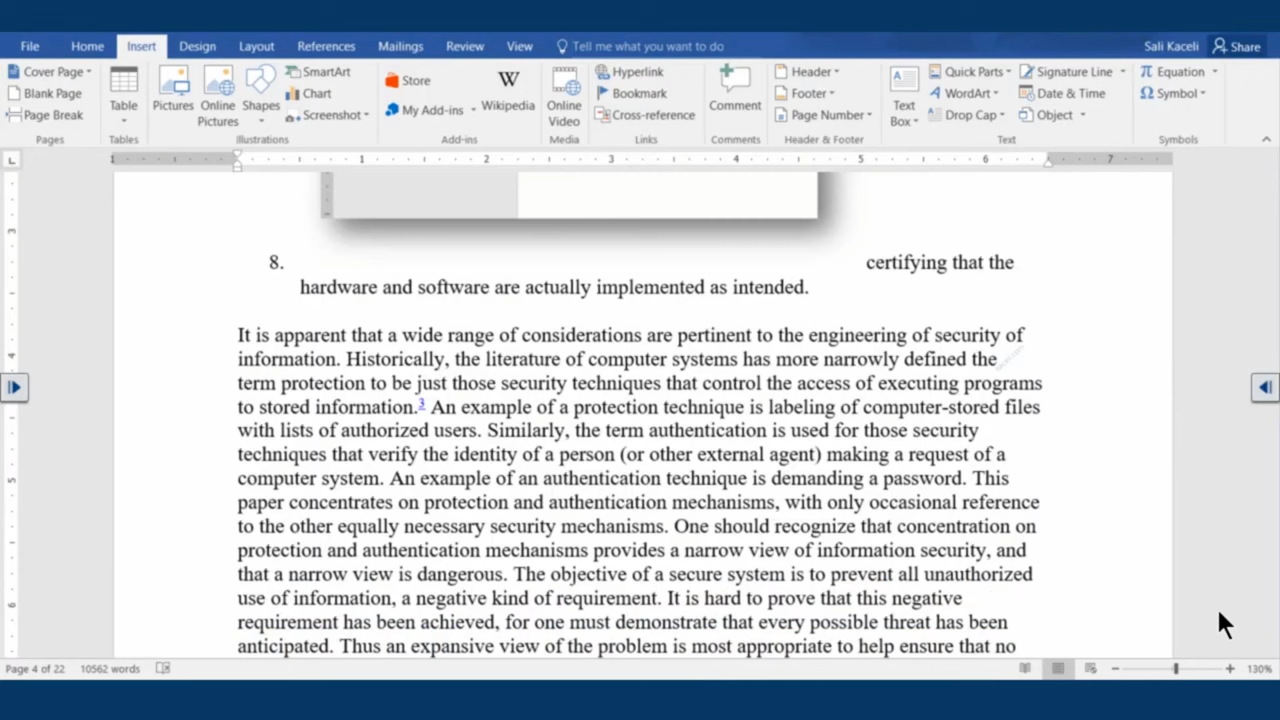 File Home Insert Design Layout References Mailings Review View Tell me what you want to do Sali Kaceli Share
Cover Page
Blank Page
Page Break
Pages
Table
Tables
Pictures
Online Pictures
Shapes
SmartArt
Chart
Screenshot
Illustrations
Store
My Add-ins
Wikipedia
Add-ins
Online Video
Media
Hyperlink
Bookmark
Cross-reference
Links
Comment
Comments
Header
Footer
Page Number
Header & Footer
Text Box
Quick Parts
WordArt
Drop Cap
Signature Line
Date & Time
Object
Text
Equation
Symbol
Symbols
L
1 1 2 3 4 5 6 7
3
4
5
6
8. certifying that the
hardware and software are actually implemented as intended.
It is apparent that a wide range of considerations are pertinent to the engineering of security of
information. Historically, the literature of computer systems has more narrowly defined the
term protection to be just those security techniques that control the access of executing programs
to stored information.3 An example of a protection technique is labeling of computer-stored files
with lists of authorized users. Similarly, the term authentication is used for those security
techniques that verify the identity of a person (or other external agent) making a request of a
computer system. An example of an authentication technique is demanding a password. This
paper concentrates on protection and authentication mechanisms, with only occasional reference
to the other equally necessary security mechanisms. One should recognize that concentration on
protection and authentication mechanisms provides a narrow view of information security, and
that a narrow view is dangerous. The objective of a secure system is to prevent all unauthorized
use of information, a negative kind of requirement. It is hard to prove that this negative
requirement has been achieved, for one must demonstrate that every possible threat has been
anticipated. Thus an expansive view of the problem is most appropriate to help ensure that no
Page 4 of 22 10562 words 130%